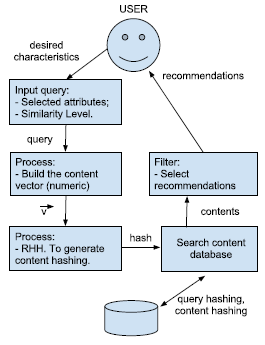 USER
desired
characteristics
recommendations
Input query:
- Selected attributes;
- Similarity Level.
query
Process:
- Build the content
vector (numeric)
Filter:
- Select
recommendations
v
contents
Process:
- RHH. To generate
content hashing.
hash
Search content
database
query hashing,
content hashing